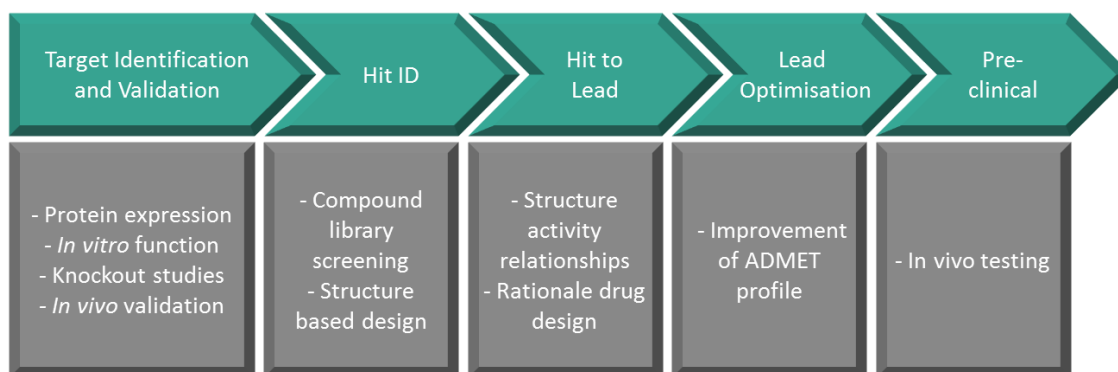 Target Identification
and Validation
Hit ID
Hit to
Lead
Lead
Optimisation
Pre-
clinical
- Protein expression
- In vitro function
- Knockout studies
- In vivo validation
- Compound
library
screening
- Structure
based design
- Structure
activity
relationships
- Rationale drug
design
- Improvement
of ADMET
profile
- In vivo testing